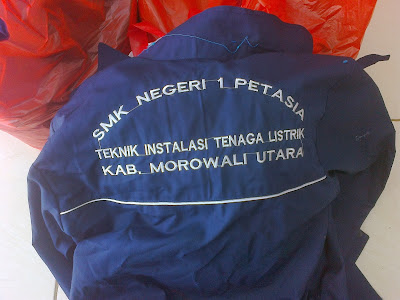 SMK NEGERI 1 PETASIA
TEKNIK INSTALASI TENAGA LISTRIK
KAB. MOROWALI UTARA